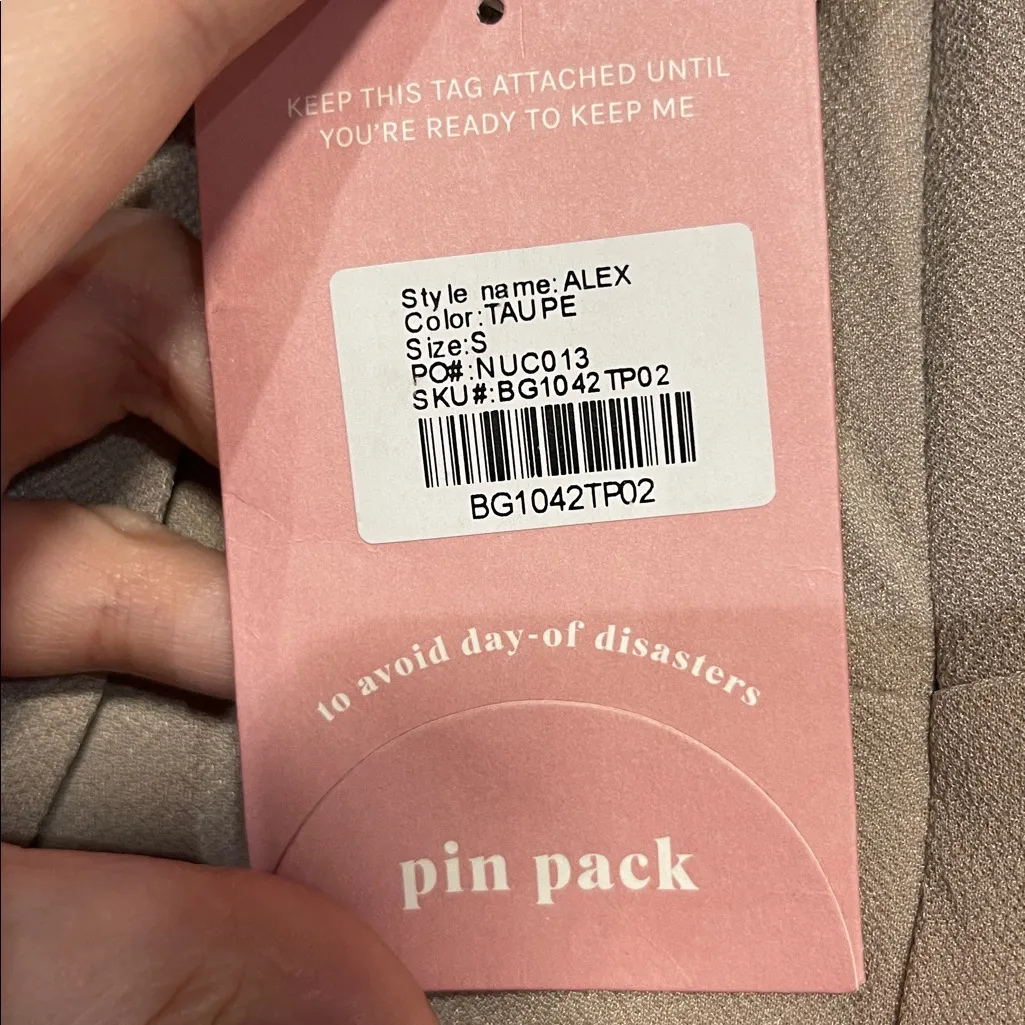 KEEP THIS TAG ATTACHED UNTIL
YOU'RE READY TO KEEP ME
Style name:ALEX
Color:TAUPE
Size:S
PO#:NUC013
SKU#:BG1042TP02
BG1042TP02
to avoid day-of disasters
pin pack